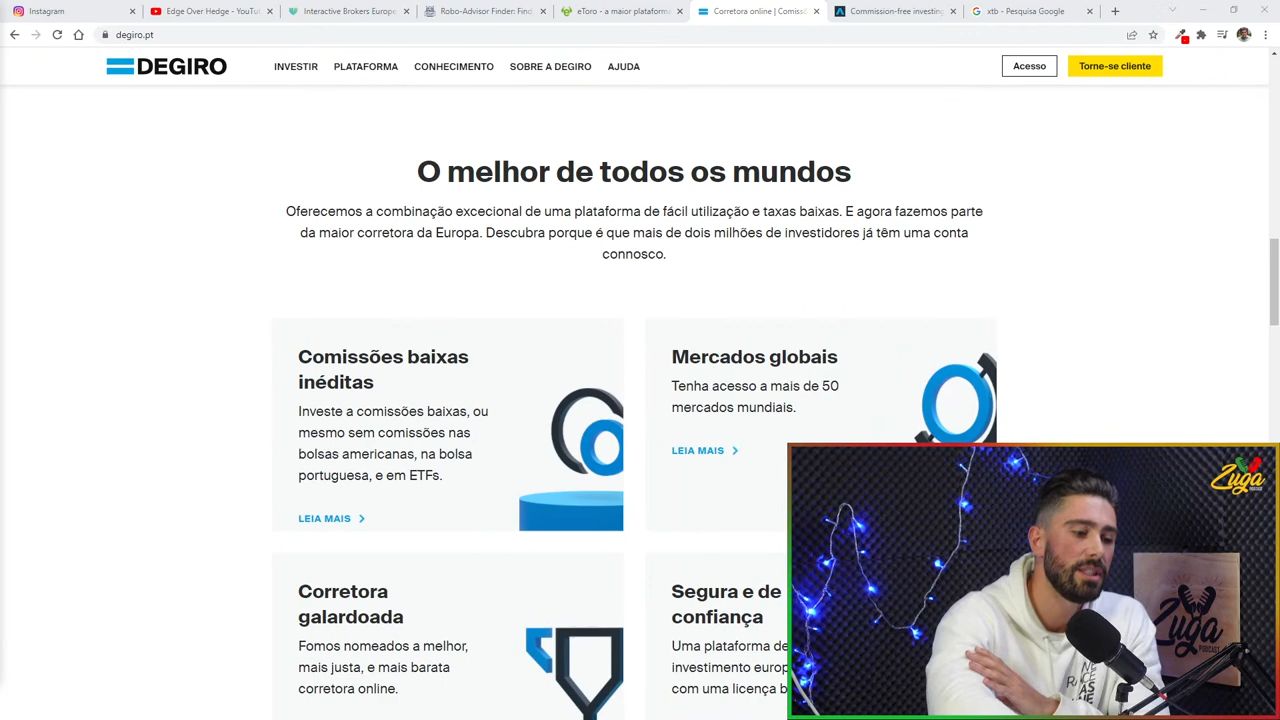 Instagram
Edge Over Hedge - YouTu
Interactive Brokers Europe
Robo-Advisor Finder: Find
eToro - a maior plataforma
Corretora online | Comissõ
Commission-free investing
xtb - Pesquisa Google
degiro.pt
DEGIRO
INVESTIR
PLATAFORMA
CONHECIMENTO
SOBRE A DEGIRO
AJUDA
Acesso
Torne-se cliente
O melhor de todos os mundos
Oferecemos a combinação excecional de uma plataforma de fácil utilização e taxas baixas. E agora fazemos parte
da maior corretora da Europa. Descubra porque é que mais de dois milhões de investidores já têm uma conta
connosco.
Comissões baixas
inéditas
Investe a comissões baixas, ou
mesmo sem comissões nas
bolsas americanas, na bolsa
portuguesa, e em ETFs.
LEIA MAIS
Mercados globais
Tenha acesso a mais de 50
mercados mundiais.
LEIA MAIS
Corretora
galardoada
Fomos nomeados a melhor,
mais justa, e mais barata
corretora online.
Segura e de
confiança
Uma plataforma de
investimento europ
com uma licença b
Zuga
PODCAST
Zuga
PODCAST